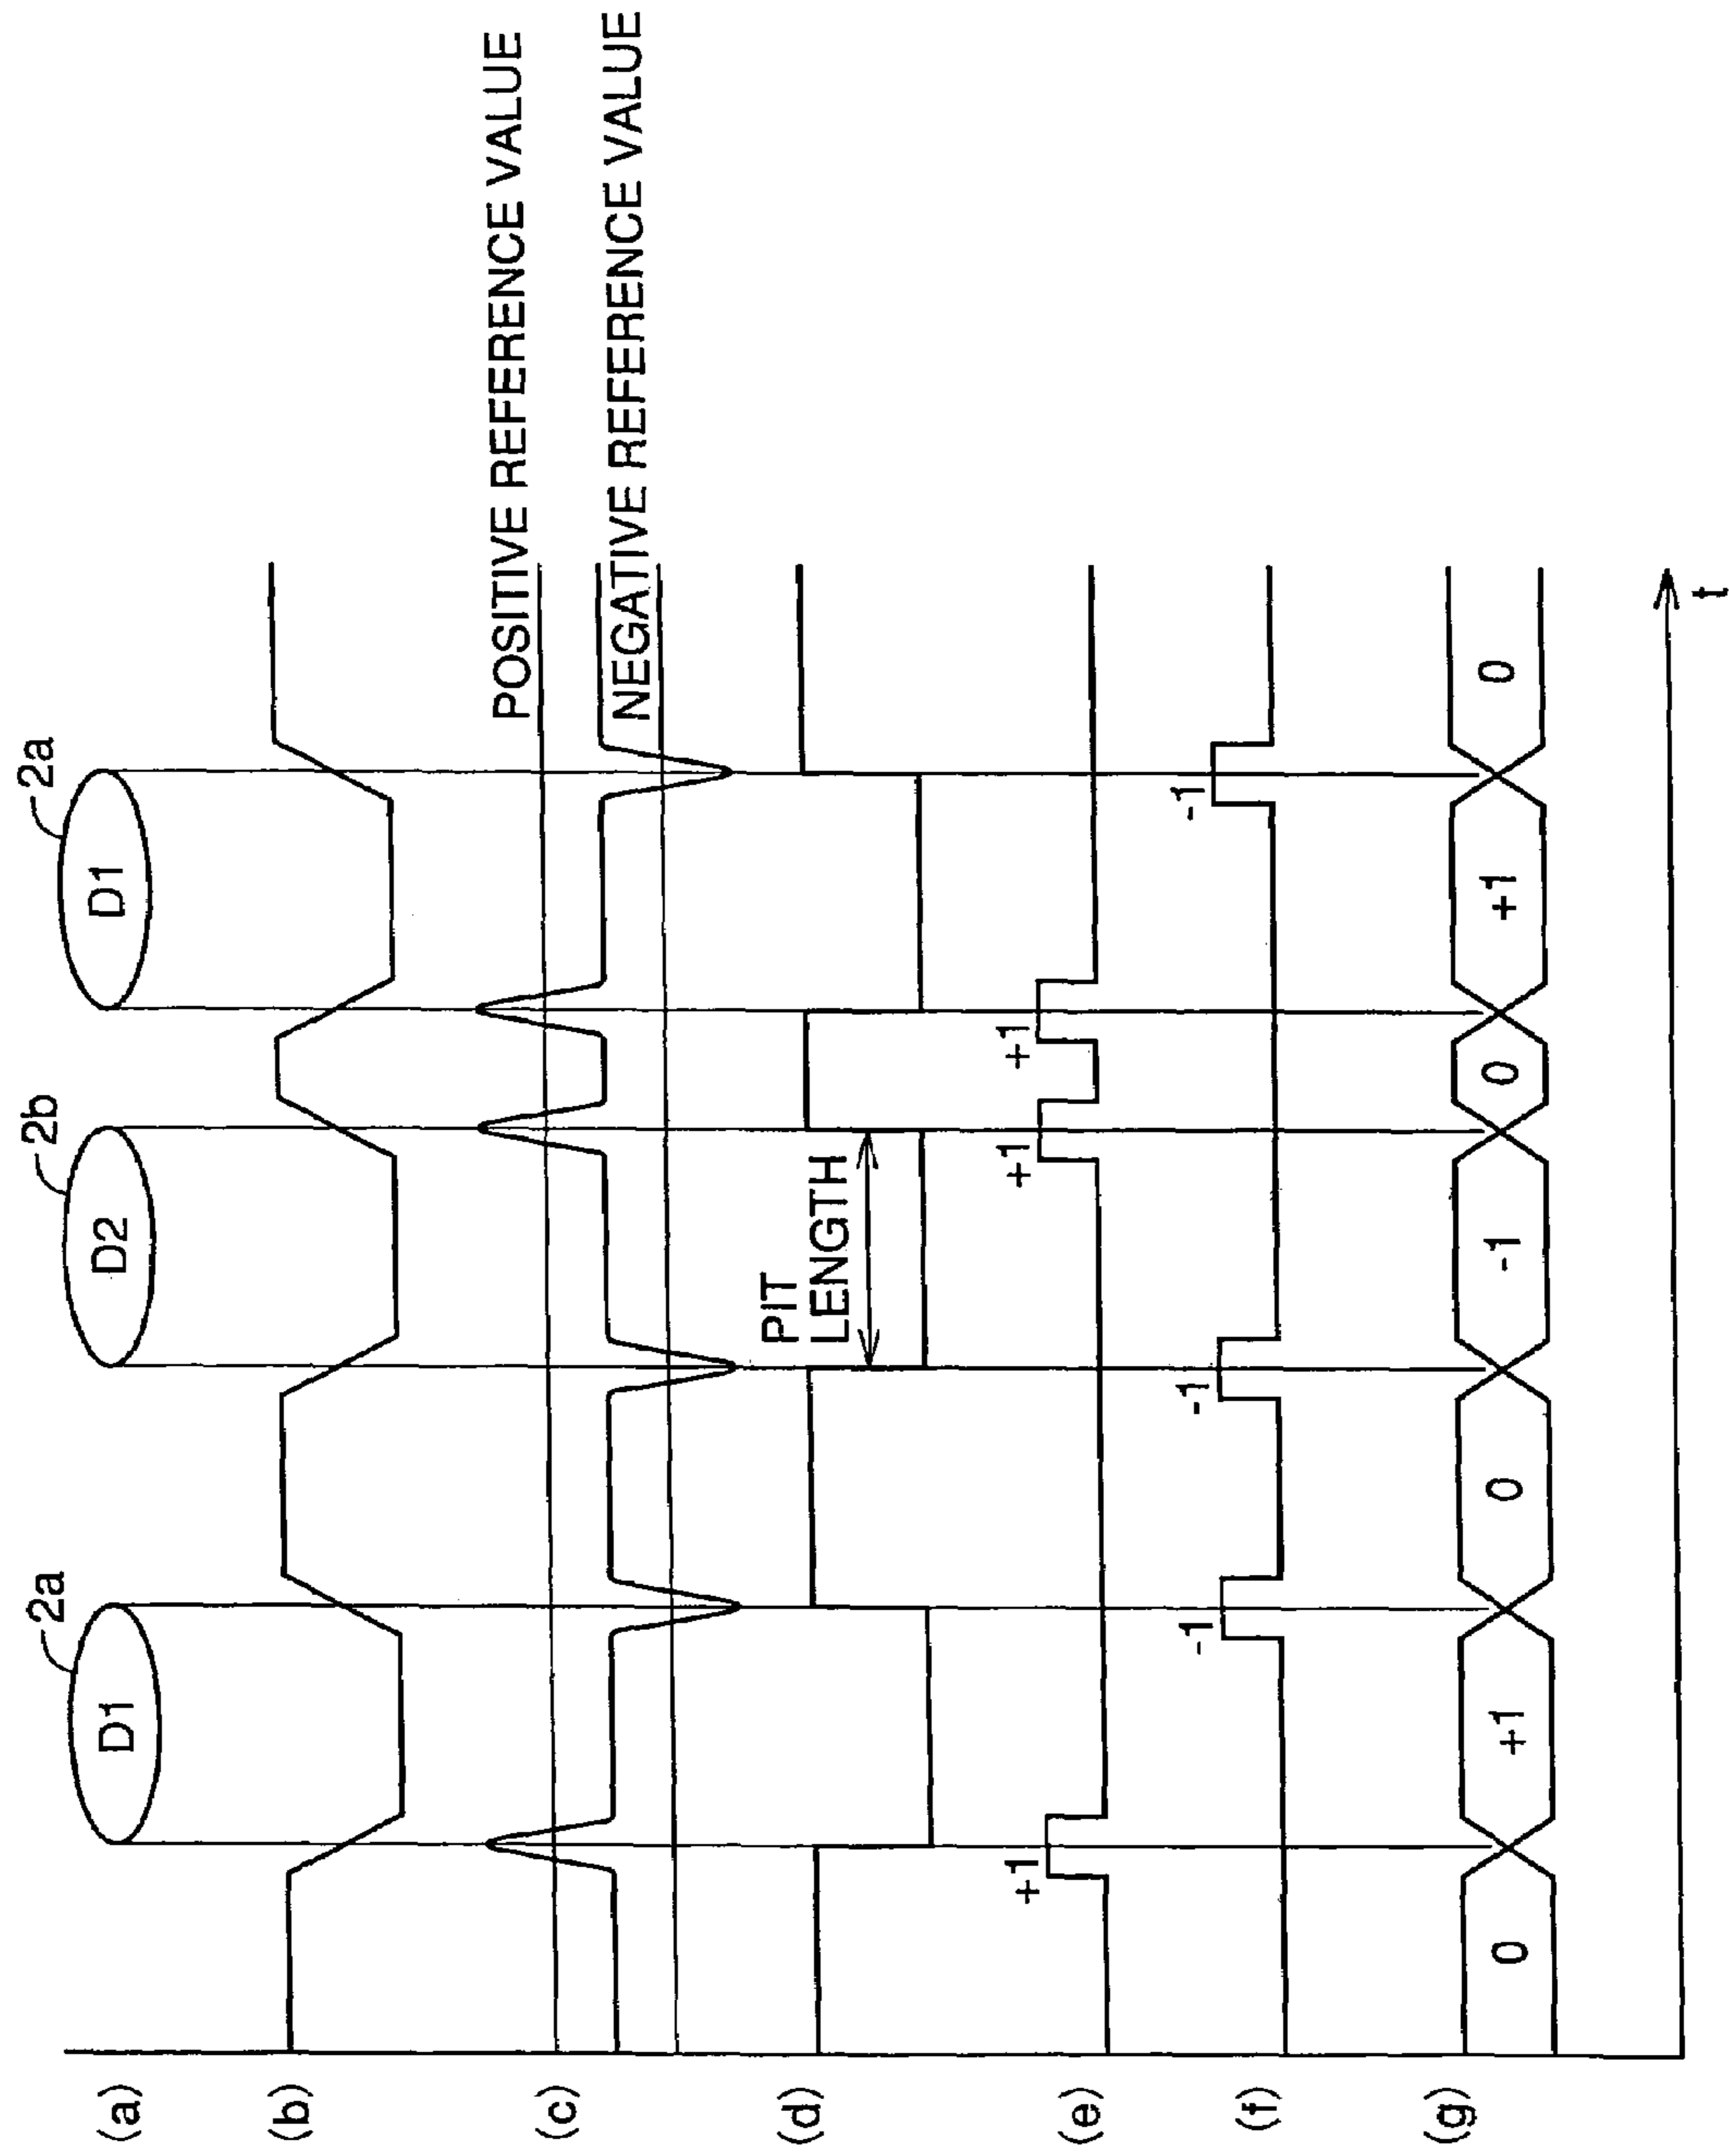 (a)
D1
2a
D2
2b
D1
2a
(b)
(c)
POSITIVE REFERENCE VALUE
NEGATIVE REFERENCE VALUE
(d)
PIT
LENGTH
(e)
+1
+1
+1
(f)
-1
-1
-1
(g)
0
+1
0
-1
0
+1
0
t